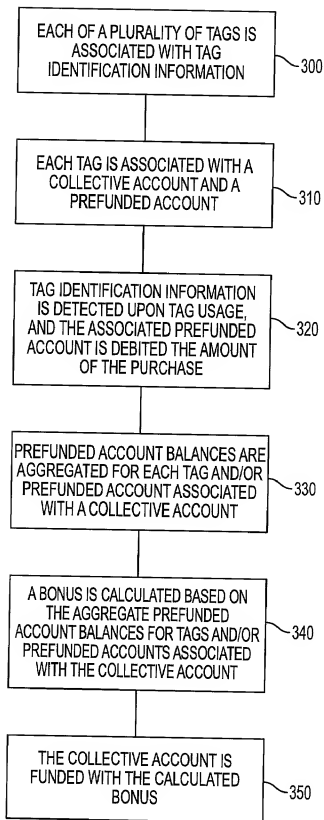 EACH OF A PLURALITY OF TAGS IS
ASSOCIATED WITH TAG
IDENTIFICATION INFORMATION
300
EACH TAG IS ASSOCIATED WITH A
COLLECTIVE ACCOUNT AND A
PREFUNDED ACCOUNT
310
TAG IDENTIFICATION INFORMATION
IS DETECTED UPON TAG USAGE,
AND THE ASSOCIATED PREFUNDED
ACCOUNT IS DEBITED THE AMOUNT
OF THE PURCHASE
320
PREFUNDED ACCOUNT BALANCES ARE
AGGREGATED FOR EACH TAG AND/OR
PREFUNDED ACCOUNT ASSOCIATED
WITH A COLLECTIVE ACCOUNT
330
A BONUS IS CALCULATED BASED ON
THE AGGREGATE PREFUNDED
ACCOUNT BALANCES FOR TAGS AND/OR
PREFUNDED ACCOUNTS ASSOCIATED
WITH THE COLLECTIVE ACCOUNT
340
THE COLLECTIVE ACCOUNT IS
FUNDED WITH THE CALCULATED
BONUS
350